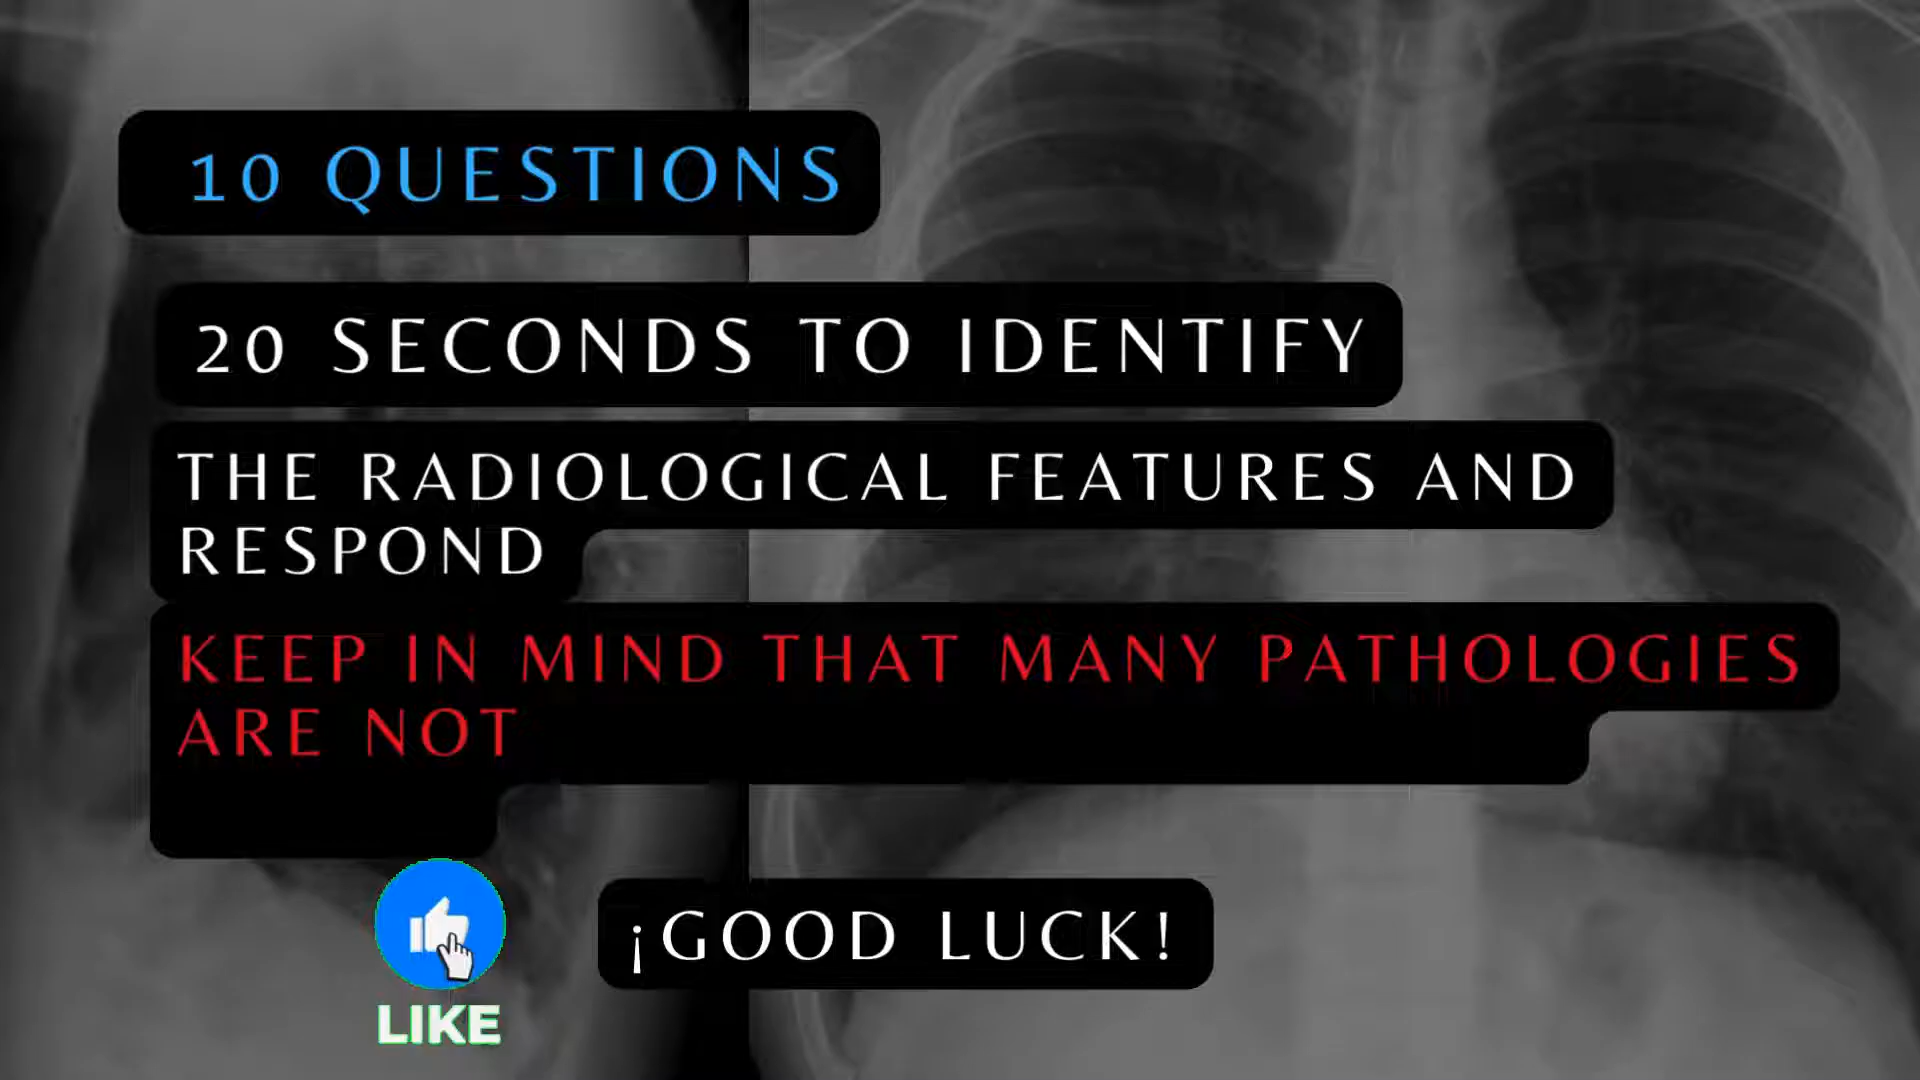 10 QUESTIONS
20 SECONDS TO IDENTIFY
THE RADIOLOGICAL FEATURES AND
RESPOND
KEEP IN MIND THAT MANY PATHOLOGIES
ARE NOT
¡GOOD LUCK!
LIKE